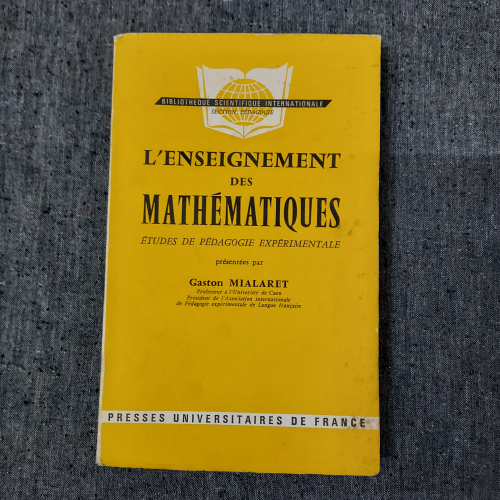 BIBLIOTHÈQUE SCIENTIFIQUE INTERNATIONALE
SECTION PÉDAGOGIE
L'ENSEIGNEMENT
DES
MATHÉMATIQUES
ÉTUDES DE PÉDAGOGIE EXPÉRIMENTALE
présentées par
Gaston MIALARET
Professeur à l'Université de Caen
Président de l'Association internationale
de Pédagogie expérimentale de Langue française
PRESSES UNIVERSITAIRES DE FRANCE